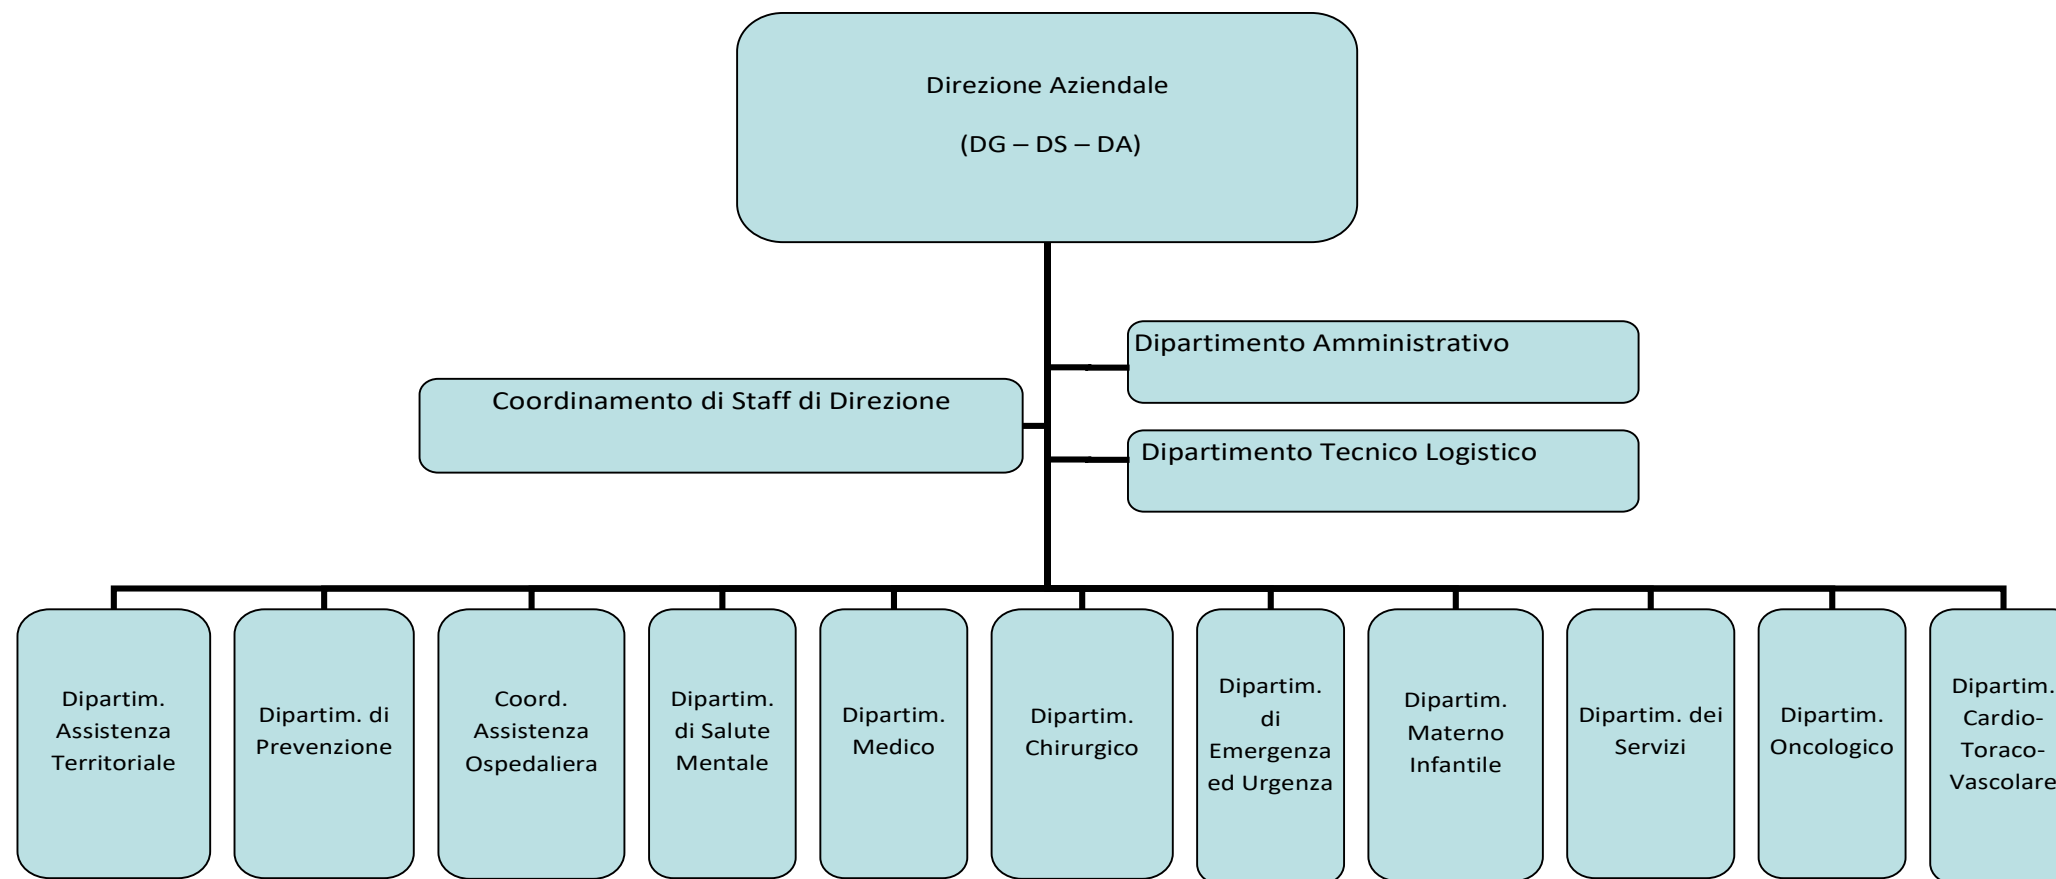 Direzione Aziendale
(DG – DS – DA)
Dipartimento Amministrativo
Coordinamento di Staff di Direzione
Dipartimento Tecnico Logistico
Dipartim.
Assistenza
Territoriale
Dipartim. di
Prevenzione
Coord.
Assistenza
Ospedaliera
Dipartim.
di Salute
Mentale
Dipartim.
Medico
Dipartim.
Chirurgico
Dipartim.
di
Emergenza
ed Urgenza
Dipartim.
Materno
Infantile
Dipartim. dei
Servizi
Dipartim.
Oncologico
Dipartim.
Cardio-
Toraco-
Vascolare